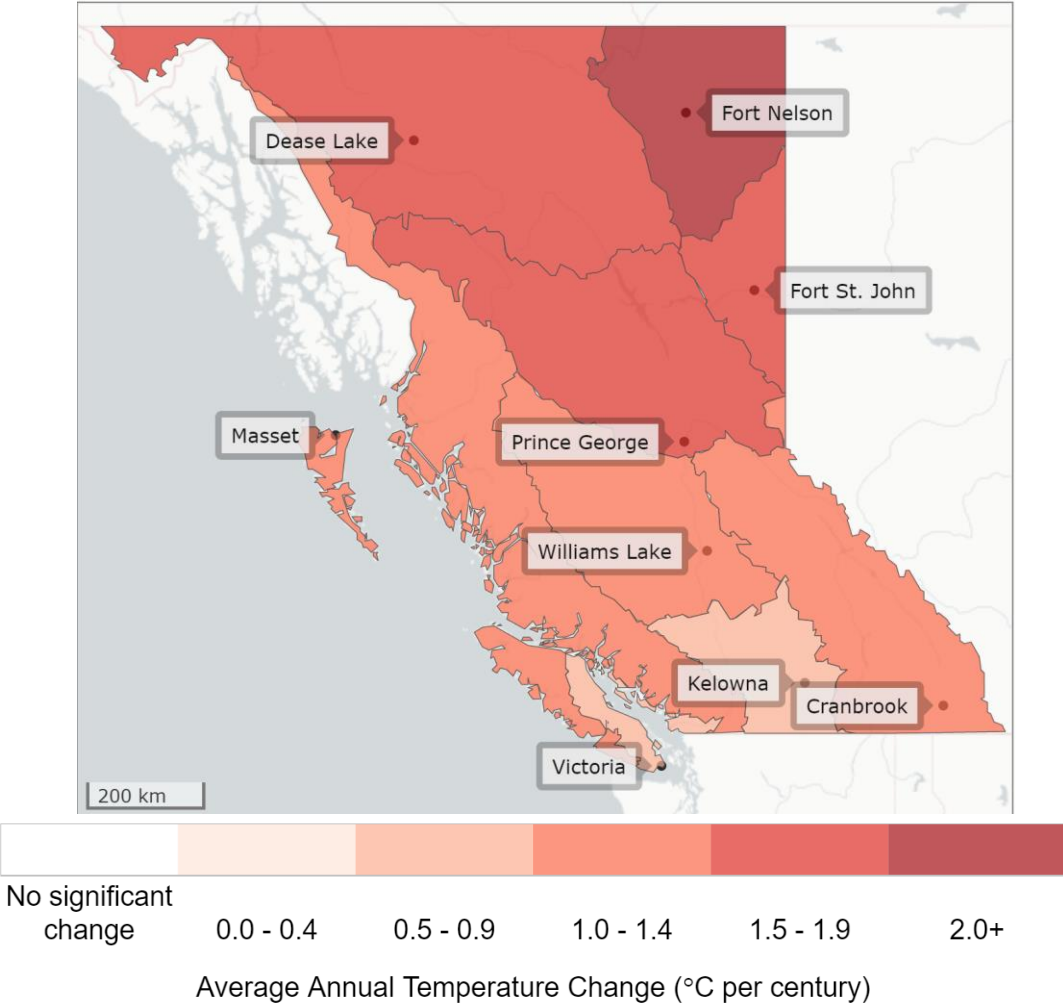 Fort Nelson
Dease Lake
Fort St. John
Masset
Prince George
Williams Lake
Kelowna
Cranbrook
Victoria
200 km
No significant
change
0.0 - 0.4
0.5 - 0.9
1.0 - 1.4
1.5 - 1.9
2.0+
Average Annual Temperature Change (°C per century)